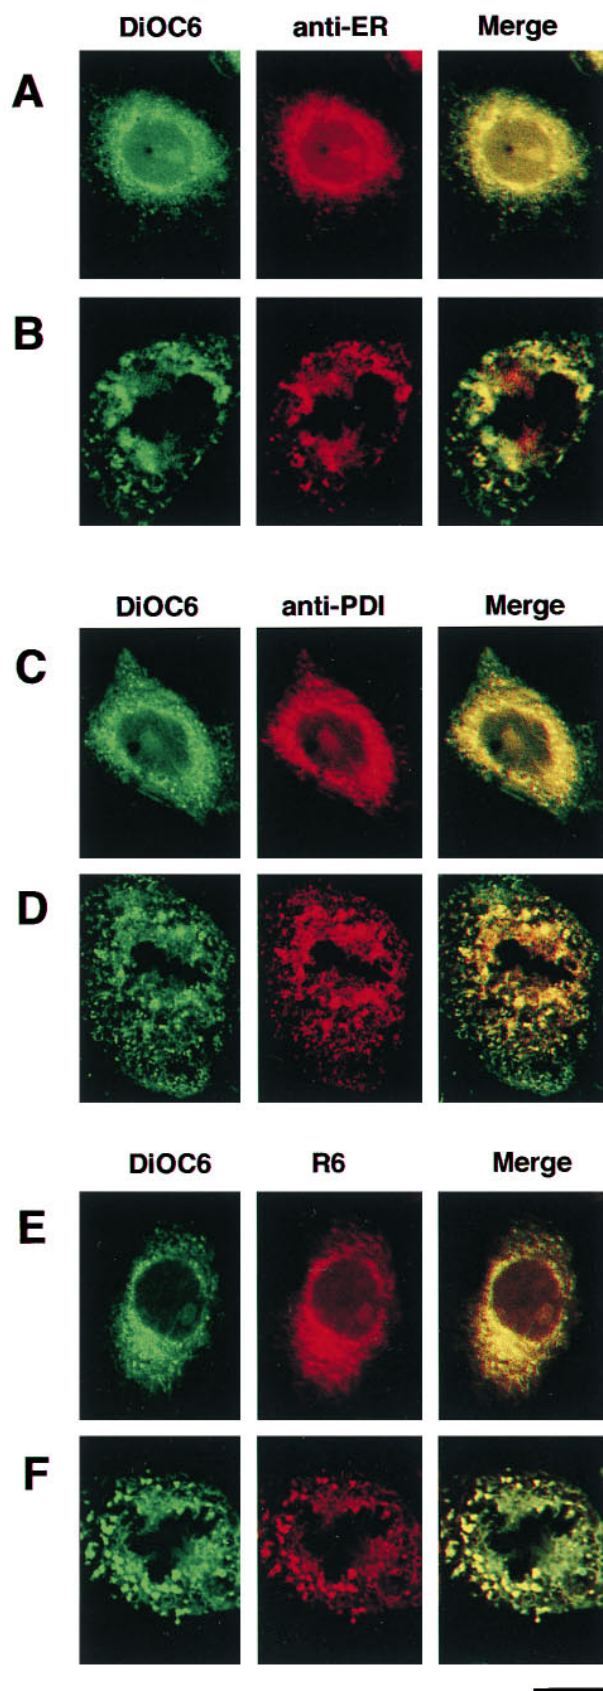 DiOC6 anti-ER Merge
A
B
DiOC6 anti-PDI Merge
C
D
DiOC6 R6 Merge
E
F